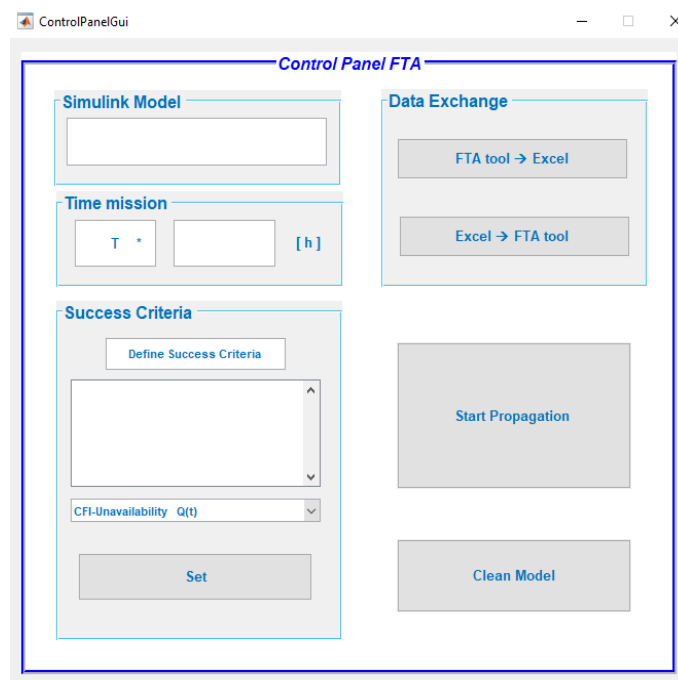 ControlPanelGui
Control Panel FTA
Simulink Model
Time mission
T *
[ h ]
Success Criteria
Define Success Criteria
CFI-Unavailability Q(t)
Set
Data Exchange
FTA tool → Excel
Excel → FTA tool
Start Propagation
Clean Model